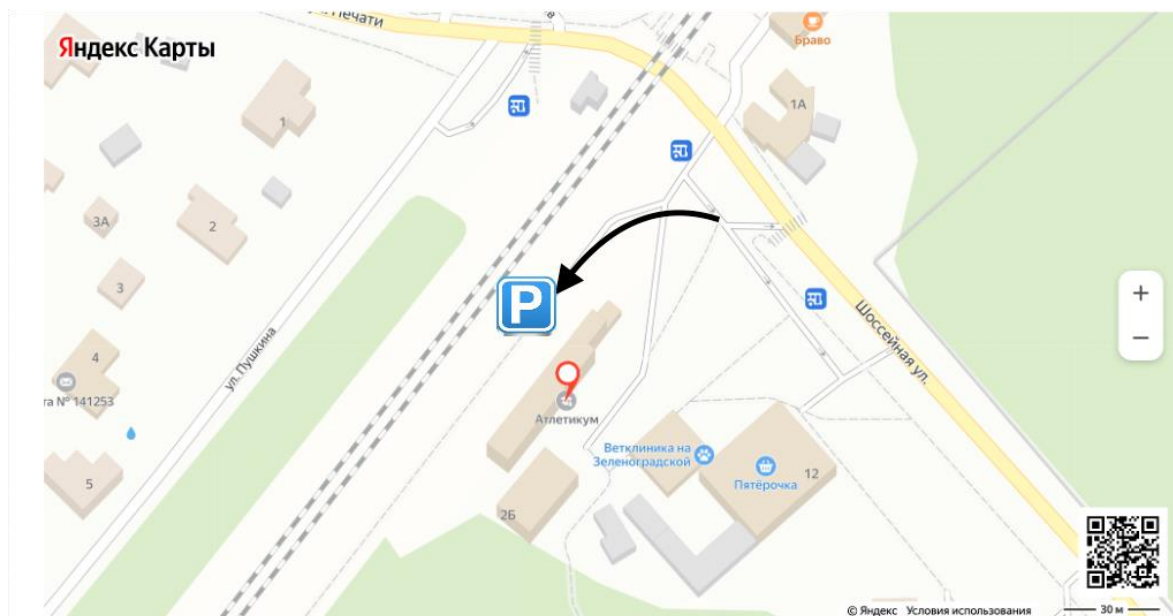 Яндекс Карты
Печати
Браво
1А
1
3А
2
3
P
4
ул. Пушкина
Шоссейная ул.
та № 141253
Атлетикум
Ветклиника на
Зеленоградской
Пятёрочка
12
5
2Б
+
−
© Яндекс Условия использования
30 м